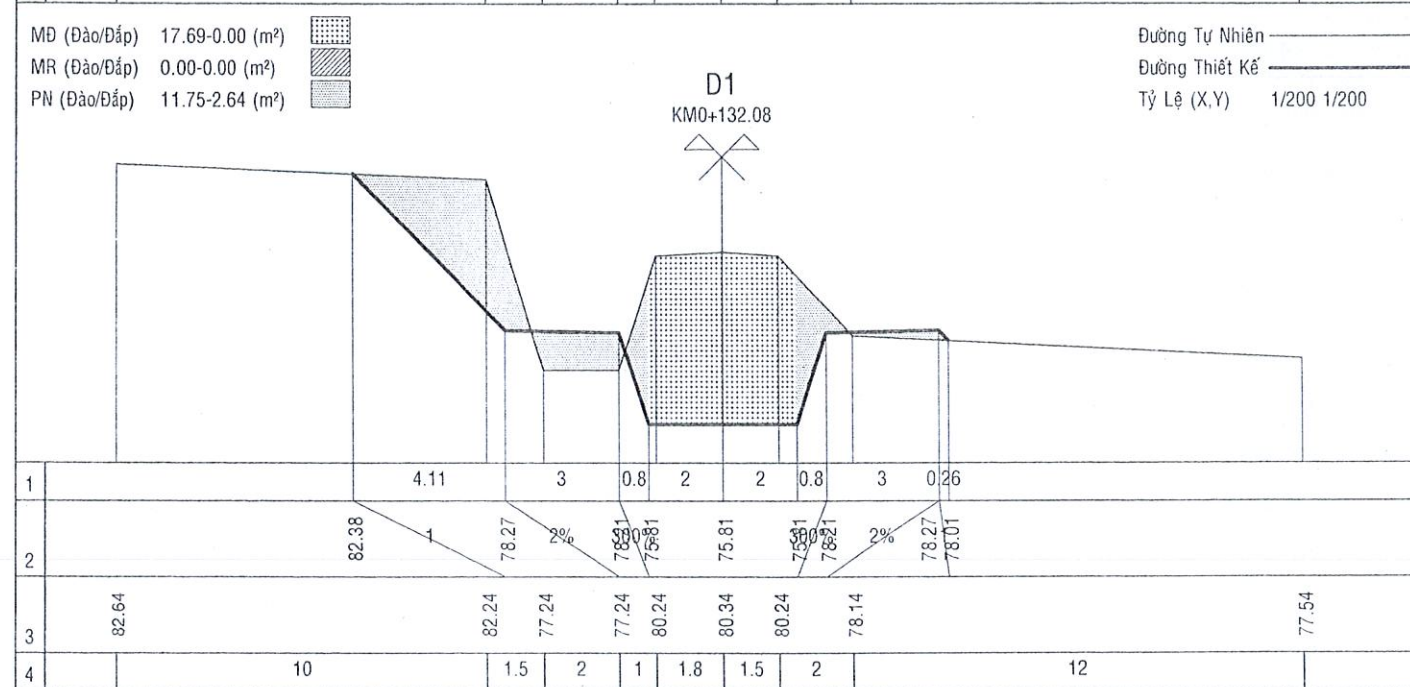 MĐ (Đào/Đắp) 17.69-0.00 (m²)
MR (Đào/Đắp) 0.00-0.00 (m²)
PN (Đào/Đắp) 11.75-2.64 (m²)
Đường Tự Nhiên
Đường Thiết Kế
Tỷ Lệ (X,Y) 1/200 1/200
D1
KM0+132.08
1 4.11 3 0.8 2 2 0.8 3 0.26
2 82.38 1 78.27 2% 300% 75.81 75.81 300% 78.21 2% 78.27 78.01
3 82.64 82.24 77.24 77.24 80.24 80.34 80.24 78.14 77.54
4 10 1.5 2 1 1.8 1.5 2 12